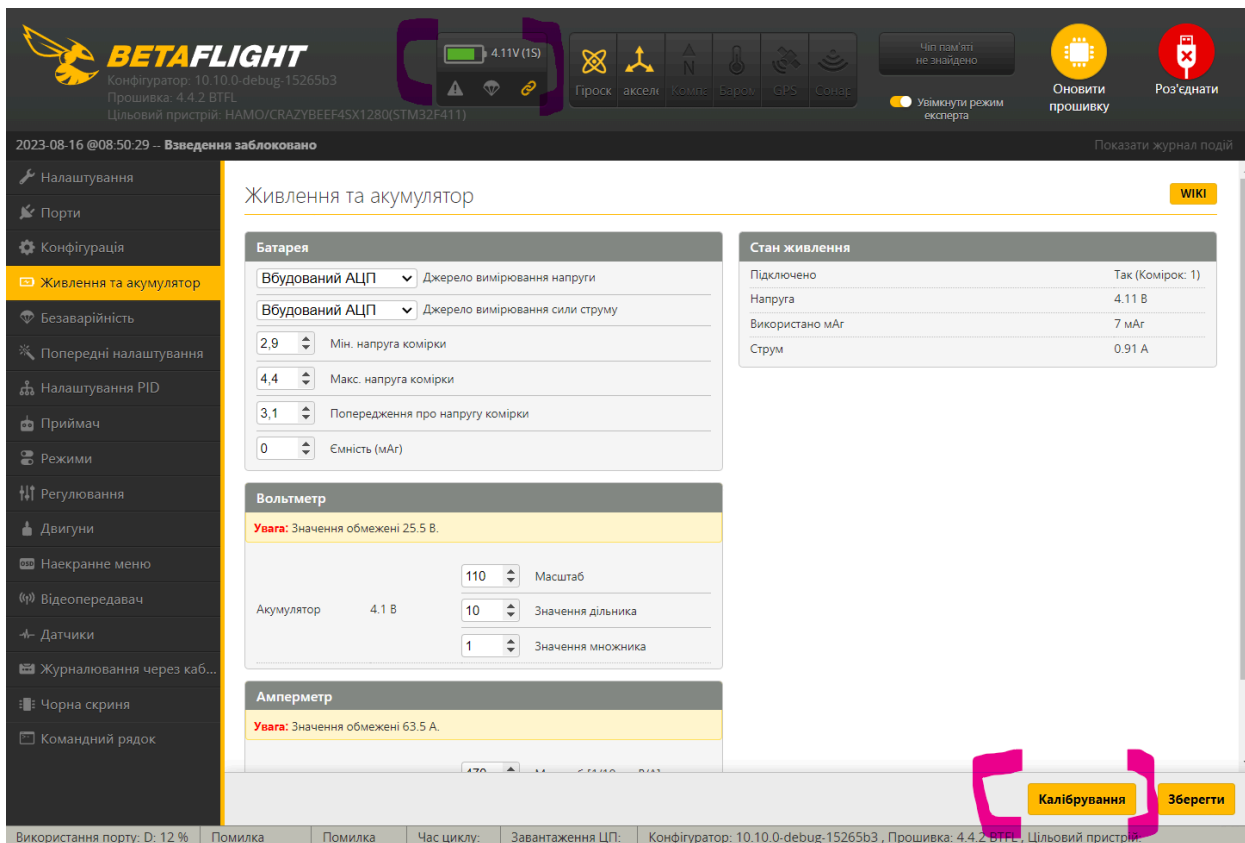 BETAFLIGHT
Конфігуратор: 10.10.0-debug-15265b3
Прошивка: 4.4.2 BTFL
Цільовий пристрій: HAMO/CRAZYBEEF4SX1280(STM32F411)
4.11V (1S)
Гіроск акселе Компа Баром GPS Сонар
Чіп пам'яті
не знайдено
Увімкнути режим
експерта
Оновити
прошивку
Роз'єднати
2023-08-16 @08:50:29 -- Взведення заблоковано
Показати журнал подій
Налаштування
Порти
Конфігурація
Живлення та акумулятор
Безаварійність
Попередні налаштування
Налаштування PID
Приймач
Режими
Регулювання
Двигуни
Наекранне меню
Відеопередавач
Датчики
Журналювання через каб...
Чорна скриня
Командний рядок
Живлення та акумулятор
WIKI
Батарея
Вбудований АЦП Джерело вимірювання напруги
Вбудований АЦП Джерело вимірювання сили струму
2,9 Мін. напруга комірки
4,4 Макс. напруга комірки
3,1 Попередження про напругу комірки
0 Ємність (мАг)
Стан живлення
Підключено Так (Комірок: 1)
Напруга 4.11 В
Використано мАг 7 мАг
Струм 0.91 А
Вольтметр
Увага: Значення обмежені 25.5 В.
110 Масштаб
Акумулятор 4.1 В 10 Значення дільника
1 Значення множника
Амперметр
Увага: Значення обмежені 63.5 А.
Калібрування
Зберегти
Використання порту: D: 12 % Помилка Помилка Час циклу: Завантаження ЦП: Конфігуратор: 10.10.0-debug-15265b3 , Прошивка: 4.4.2 BTFL , Цільовий пристрій: